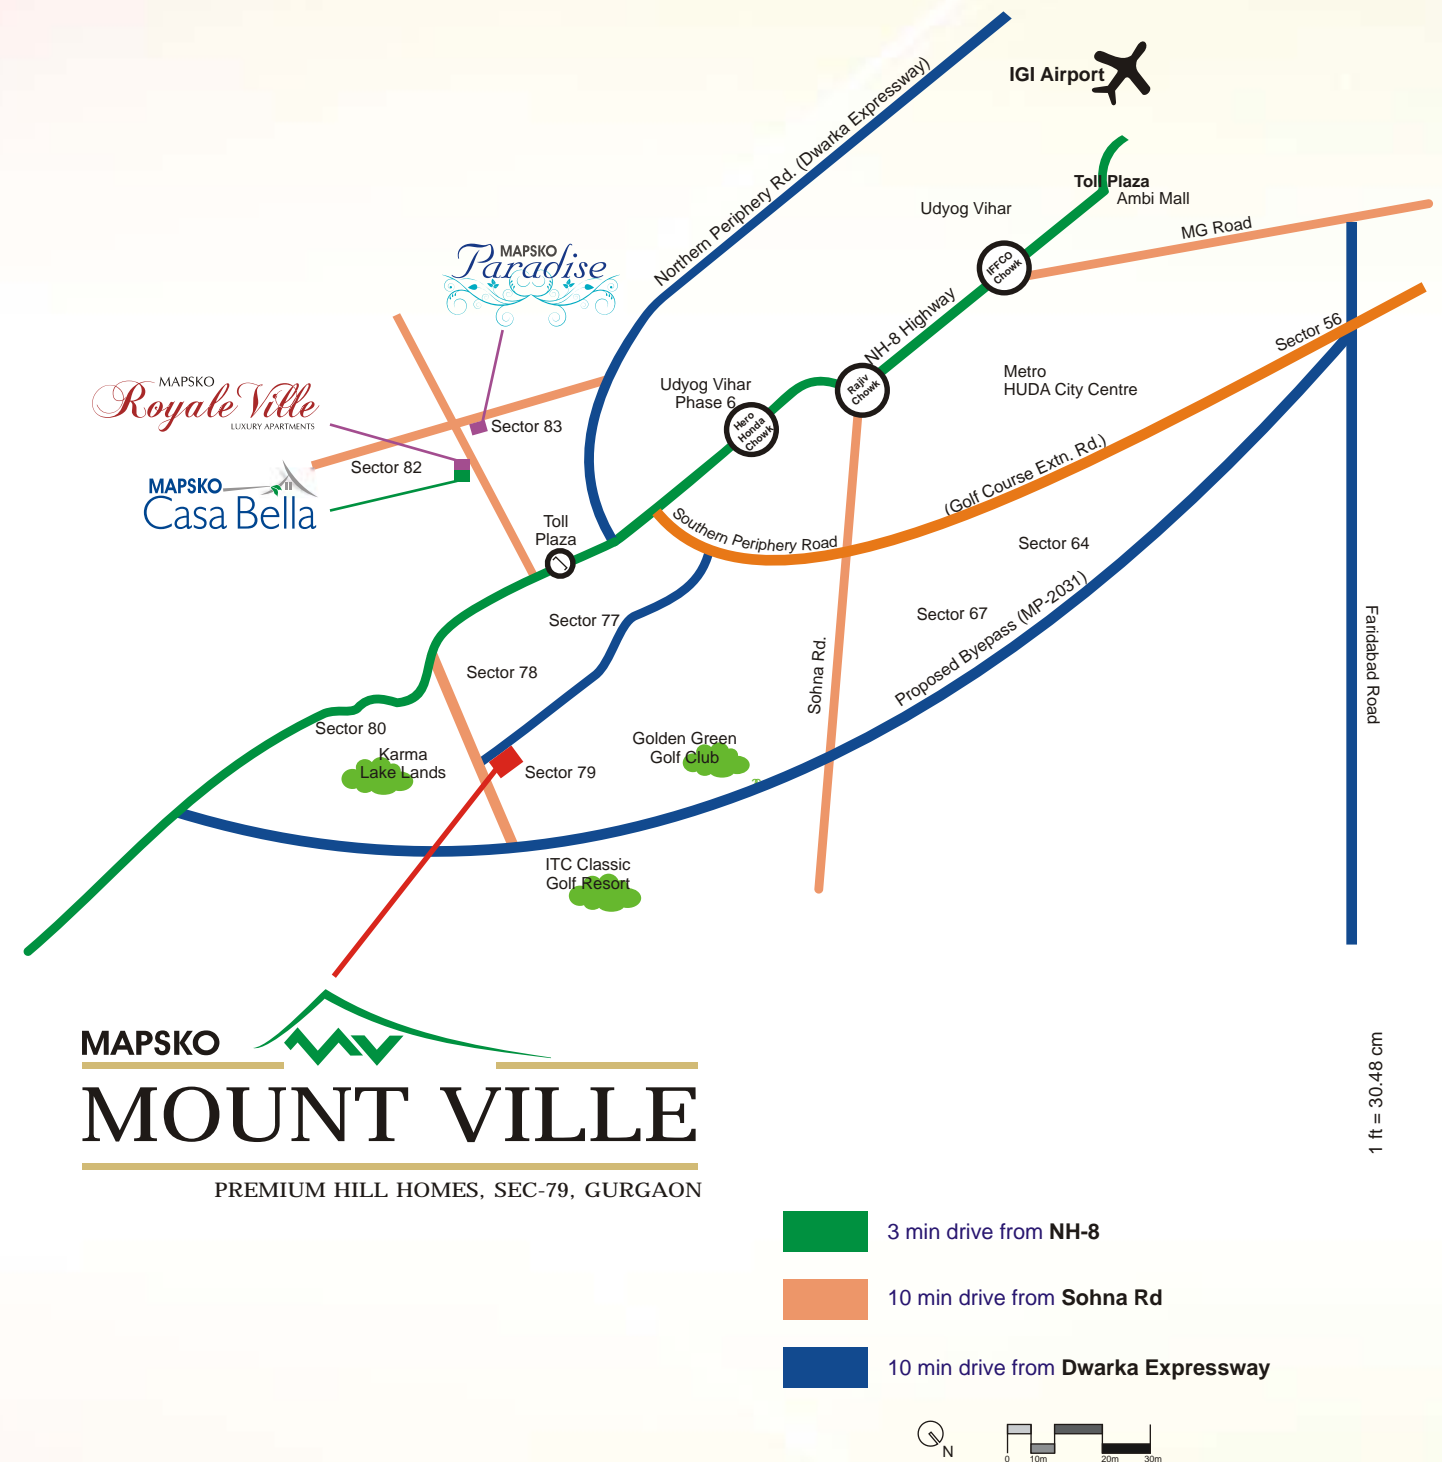 IGI Airport
Northern Periphery Rd. (Dwarka Expressway)
Toll Plaza
Ambi Mall
Udyog Vihar
MG Road
IFFCO
Chowk
MAPSKO
Paradise
NH-8 Highway
Sector 56
Rajiv
Chowk
Metro
HUDA City Centre
Udyog Vihar
Phase 6
Hero
Honda
Chowk
MAPSKO
Royale Ville
LUXURY APARTMENTS
Sector 83
Sector 82
MAPSKO
Casa Bella
(Golf Course Extn. Rd.)
Toll
Plaza
Southern Periphery Road
Sector 64
Sector 77
Sector 67
Proposed Byepass (MP-2031)
Faridabad Road
Sohna Rd.
Sector 78
Sector 80
Karma
Lake Lands
Golden Green
Golf Club
Sector 79
ITC Classic
Golf Resort
MAPSKO
MV
MOUNT VILLE
PREMIUM HILL HOMES, SEC-79, GURGAON
1 ft = 30.48 cm
3 min drive from NH-8
10 min drive from Sohna Rd
10 min drive from Dwarka Expressway
N
0 10m 20m 30m